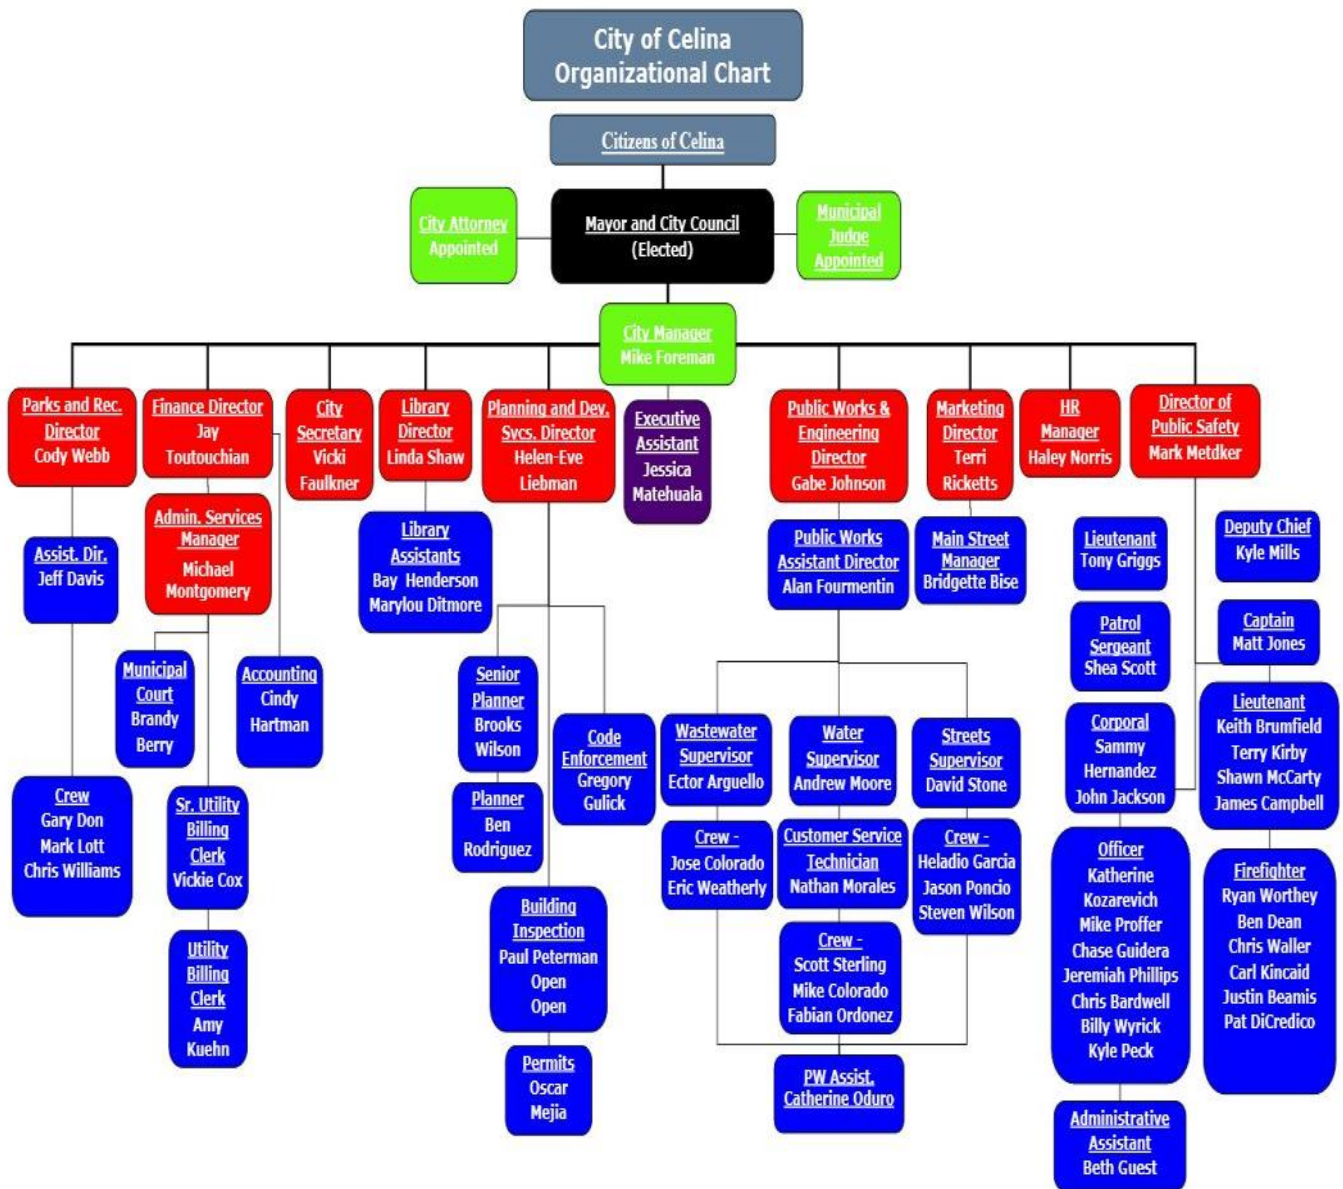 City of Celina
Organizational Chart
Citizens of Celina
City Attorney
Appointed
Mayor and City Council
(Elected)
Municipal
Judge
Appointed
City Manager
Mike Foreman
Parks and Rec.
Director
Cody Webb
Finance Director
Jay
Toutouchian
City
Secretary
Vicki
Faulkner
Library
Director
Linda Shaw
Planning and Dev.
Svcs. Director
Helen-Eve
Liebman
Executive
Assistant
Jessica
Matehuala
Public Works &
Engineering
Director
Gabe Johnson
Marketing
Director
Terri
Ricketts
HR
Manager
Haley Norris
Director of
Public Safety
Mark Metdker
Assist. Dir.
Jeff Davis
Admin. Services
Manager
Michael
Montgomery
Library
Assistants
Bay Henderson
Marylou Ditmore
Public Works
Assistant Director
Alan Fourmentin
Main Street
Manager
Bridgette Bise
Lieutenant
Tony Griggs
Deputy Chief
Kyle Mills
Patrol
Sergeant
Shea Scott
Captain
Matt Jones
Municipal
Court
Brandy
Berry
Accounting
Cindy
Hartman
Senior
Planner
Brooks
Wilson
Code
Enforcement
Gregory
Gulick
Wastewater
Supervisor
Ector Arguello
Water
Supervisor
Andrew Moore
Streets
Supervisor
David Stone
Corporal
Sammy
Hernandez
John Jackson
Lieutenant
Keith Brumfield
Terry Kirby
Shawn McCarty
James Campbell
Crew
Gary Don
Mark Lott
Chris Williams
Sr. Utility
Billing
Clerk
Vickie Cox
Planner
Ben
Rodriguez
Crew -
Jose Colorado
Eric Weatherly
Customer Service
Technician
Nathan Morales
Crew -
Heladio Garcia
Jason Poncio
Steven Wilson
Officer
Katherine
Kozarevich
Mike Proffer
Chase Guidera
Jeremiah Phillips
Chris Bardwell
Billy Wyrick
Kyle Peck
Firefighter
Ryan Worthey
Ben Dean
Chris Waller
Carl Kincaid
Justin Beamis
Pat DiCredico
Utility
Billing
Clerk
Amy
Kuehn
Building
Inspection
Paul Peterman
Open
Open
Crew -
Scott Sterling
Mike Colorado
Fabian Ordonez
Permits
Oscar
Mejia
PW Assist.
Catherine Oduro
Administrative
Assistant
Beth Guest